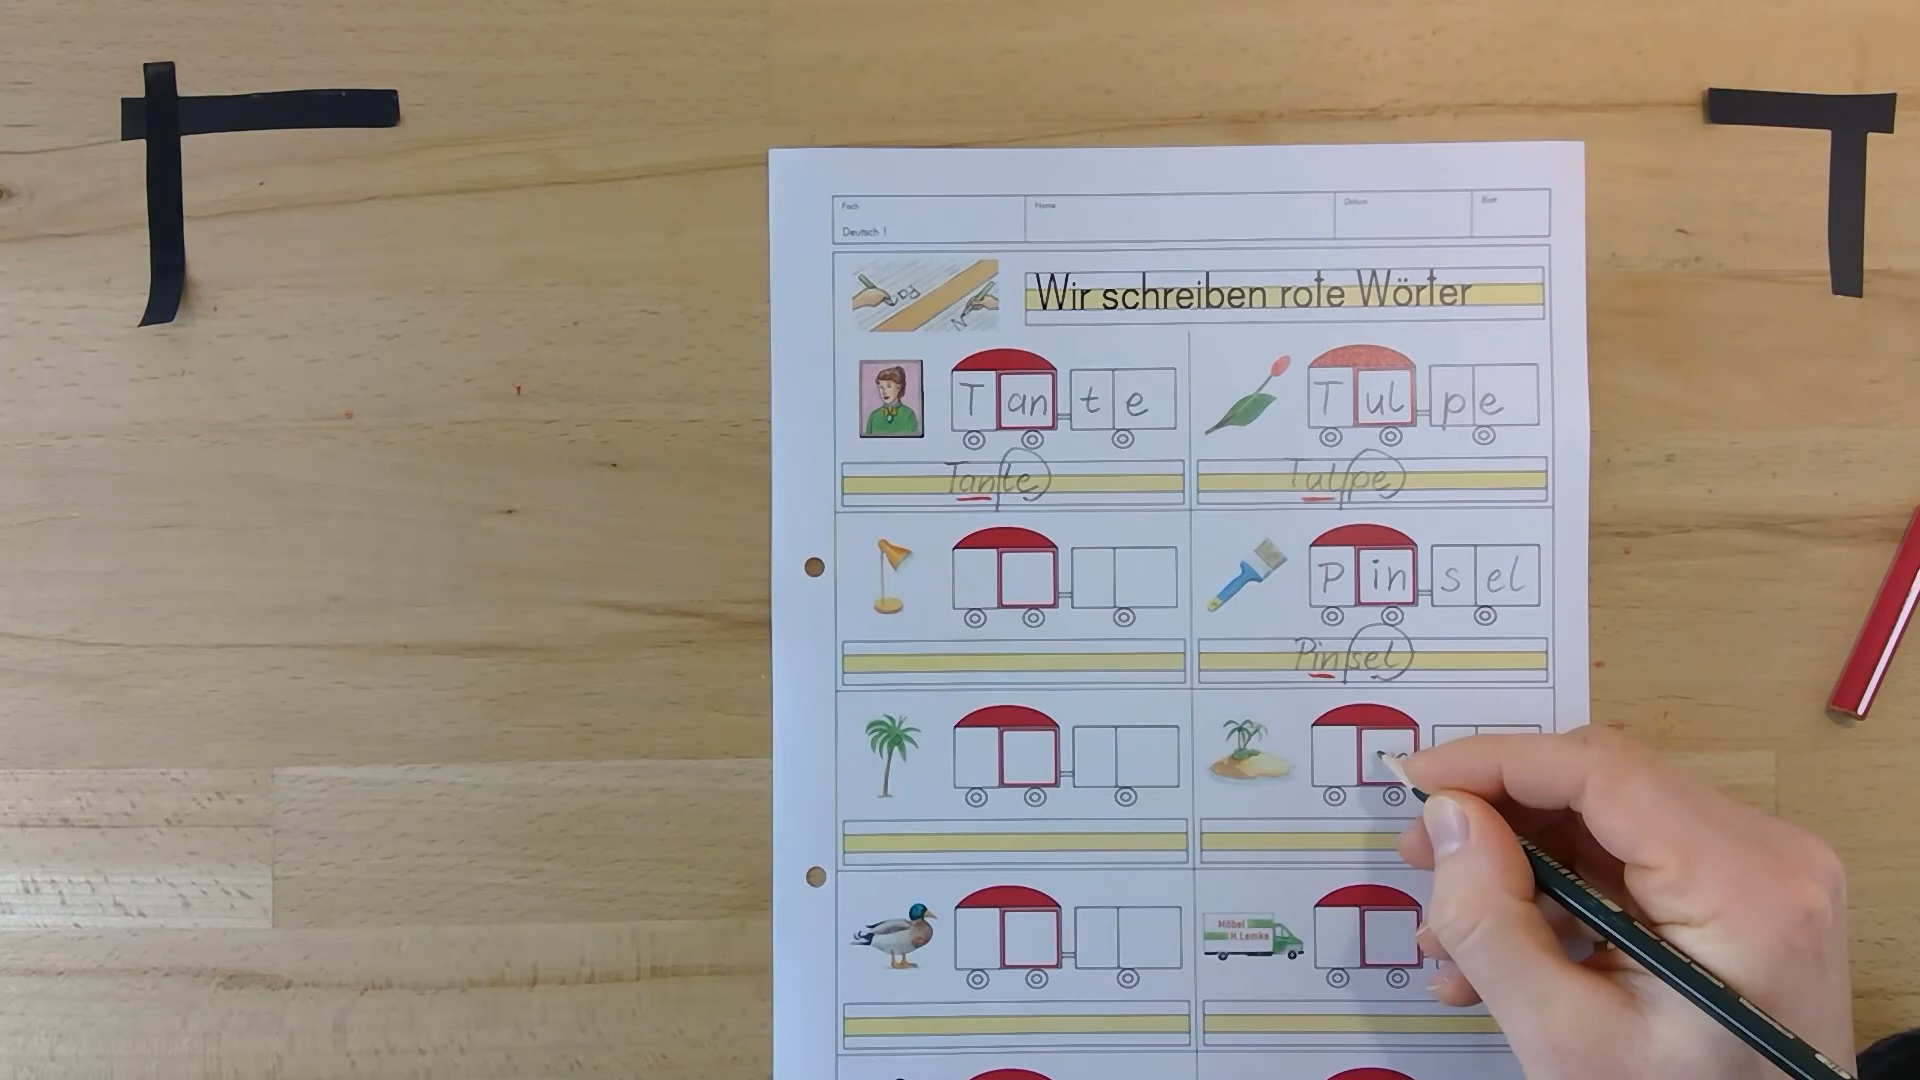 Fach
Name
Datum
Blatt
Deutsch 1
Wir schreiben rote Wörter
T an t e
T ul p e
Tante
Tulpe
P in s el
Pinsel
Möbel
H. Lemke